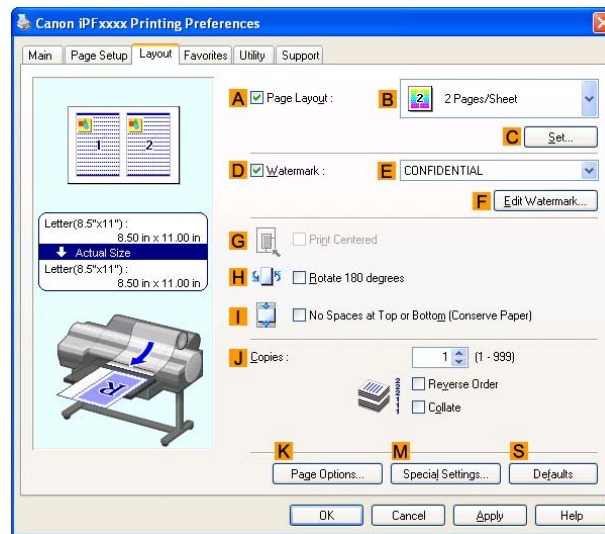 Canon iPFxxxx Printing Preferences
Main Page Setup Layout Favorites Utility Support
A Page Layout : B 2 2 Pages/Sheet
1 2
C Set...
D Watermark : E CONFIDENTIAL
F Edit Watermark...
Letter(8.5"x11") :
8.50 in x 11.00 in
Actual Size
Letter(8.5"x11") :
8.50 in x 11.00 in
G Print Centered
H Rotate 180 degrees
I No Spaces at Top or Bottom (Conserve Paper)
J Copies : 1 (1 - 999)
Reverse Order
Collate
R
K M S
Page Options... Special Settings... Defaults
OK Cancel Apply Help